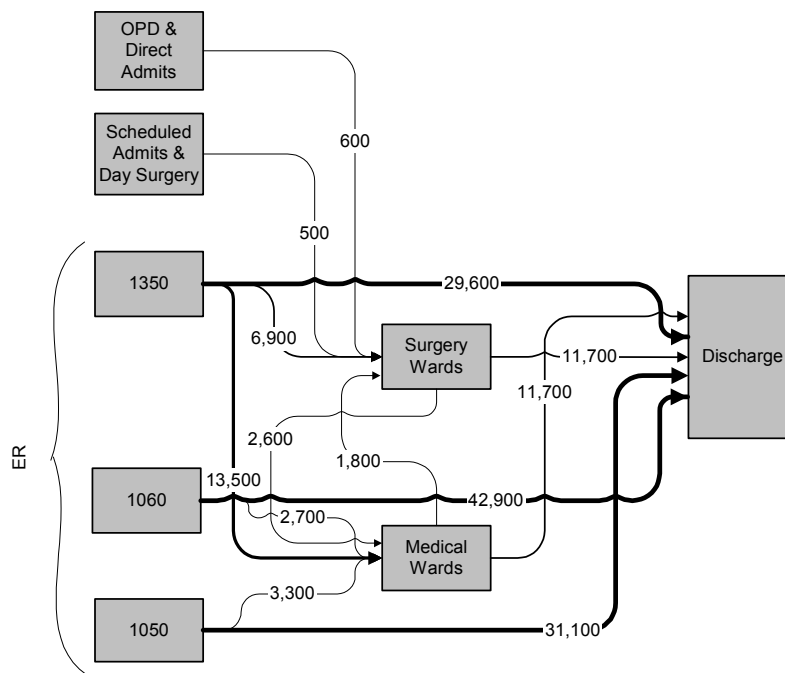 OPD &
Direct
Admits
Scheduled
Admits &
Day Surgery
600
500
1350
29,600
6,900
Surgery
Wards
11,700
Discharge
11,700
2,600
1,800
ER
13,500
1060
42,900
2,700
Medical
Wards
3,300
1050
31,100